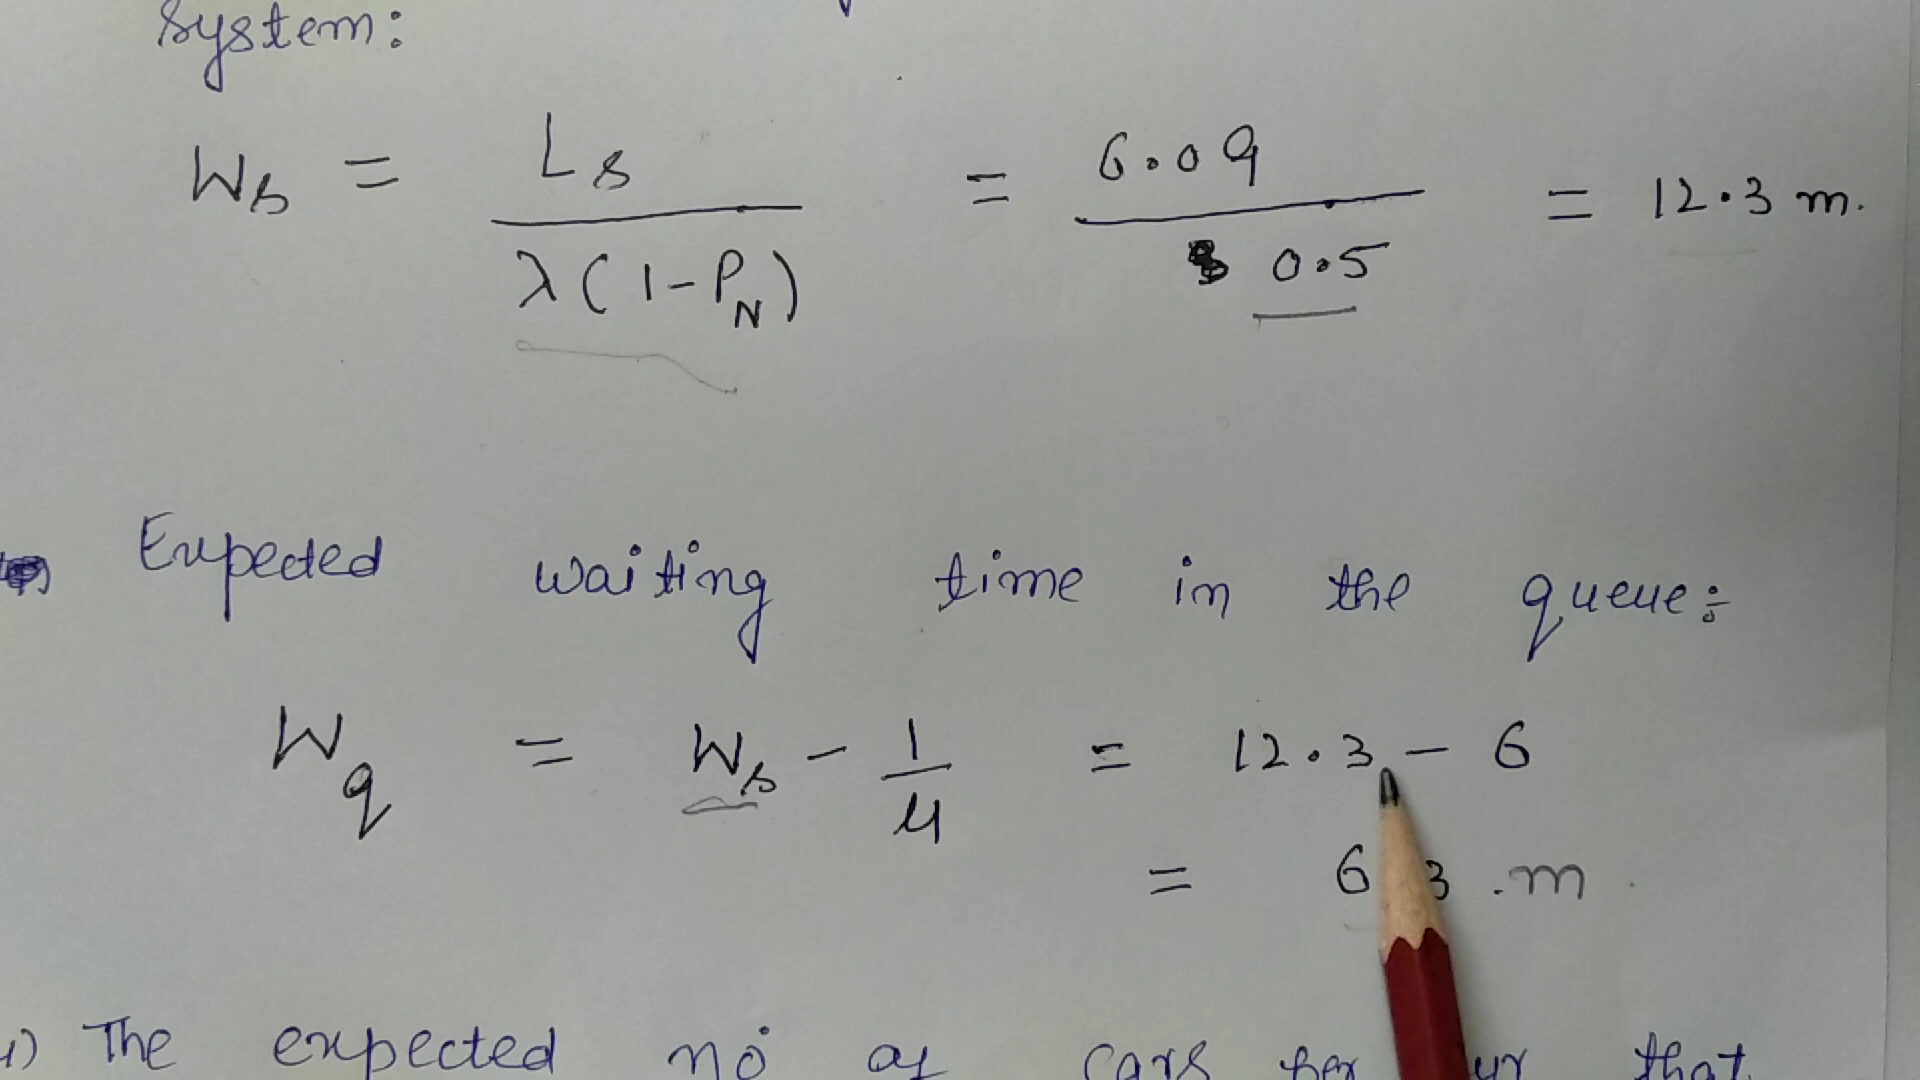 System:
Ws = Ls / λ(1-PN) = 6.09 / 0.5 = 12.3 m.
Expected waiting time in the queue:
Wq = Ws - 1/μ = 12.3 - 6
= 6 3 .m
The expected no of cars per that